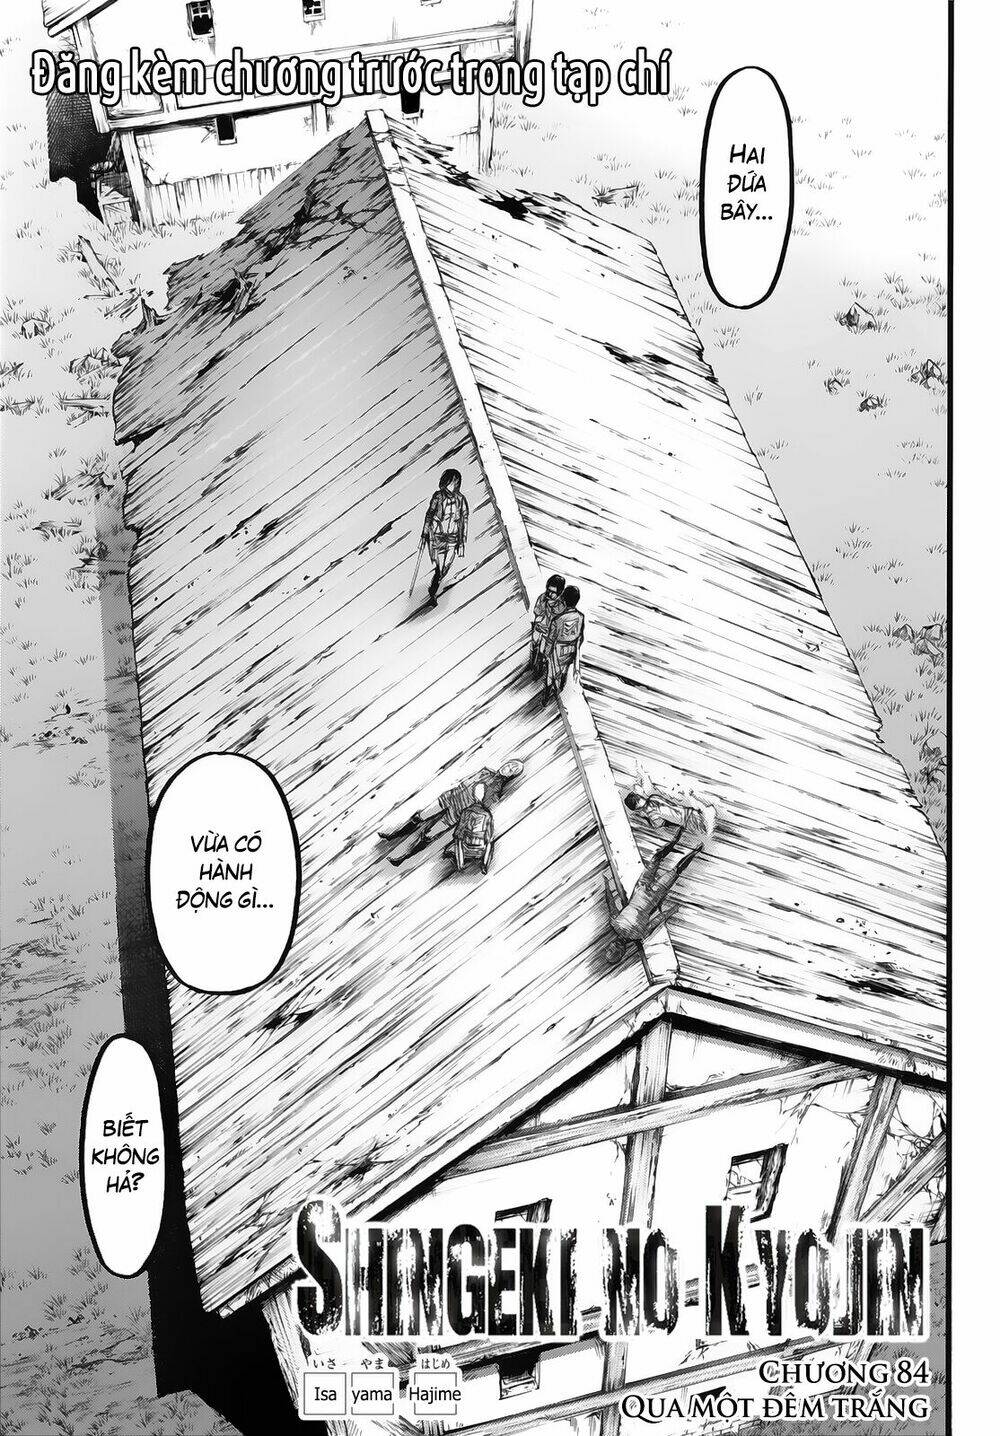 Đăng kèm chương trước trong tạp chí
HAI
ĐỨA
BÂY...
VỪA CÓ
HÀNH
ĐỘNG GÌ...
BIẾT
KHÔNG
HẢ?
SHINGEKI NO KYOJIN
いさ やま はじめ
Isa yama Hajime
CHƯƠNG 84
QUA MỘT ĐÊM TRẮNG